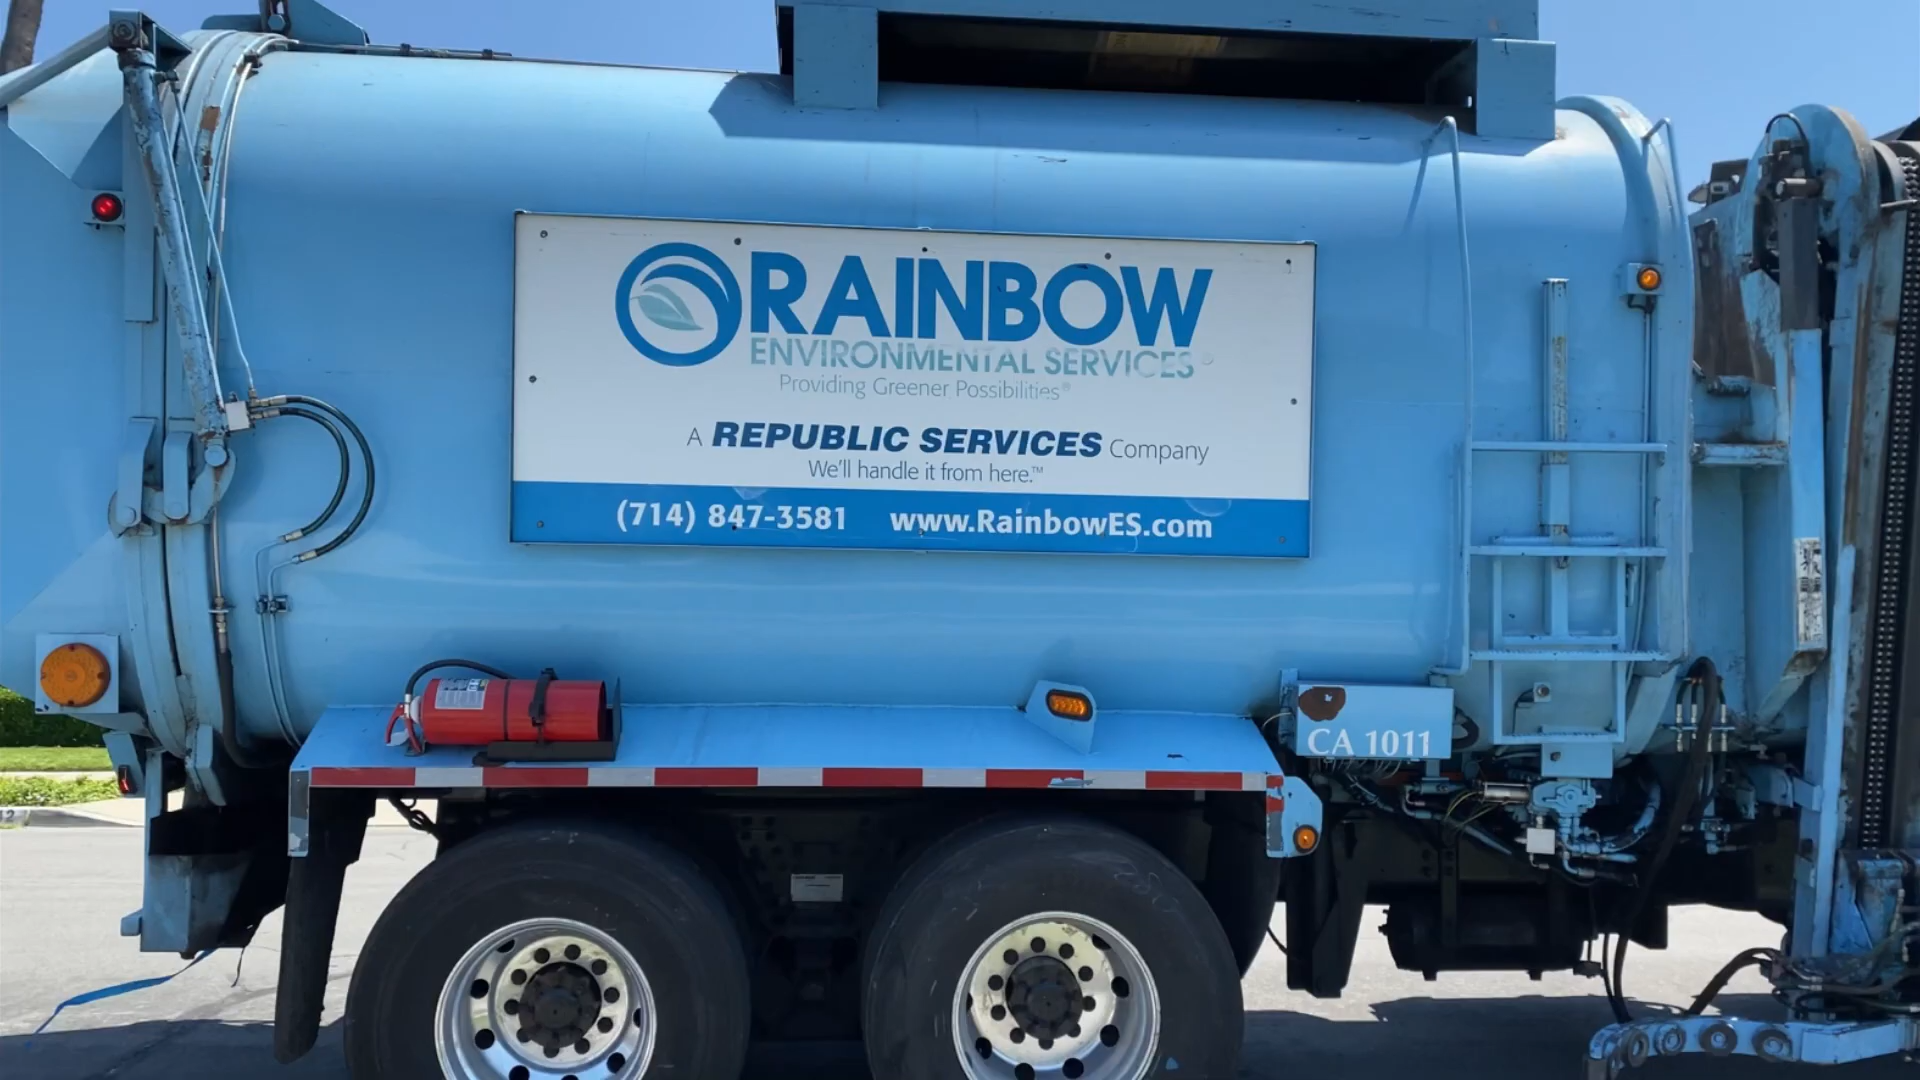 RAINBOW
ENVIRONMENTAL SERVICES®
Providing Greener Possibilities®
A REPUBLIC SERVICES Company
We'll handle it from here.™
(714) 847-3581 www.RainbowES.com
CA 1011